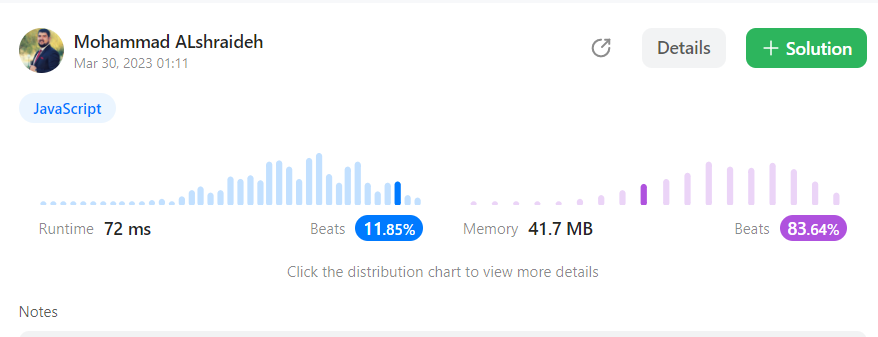 Mohammad ALshraideh
Mar 30, 2023 01:11
Details
+ Solution
JavaScript
Runtime 72 ms Beats 11.85%
Memory 41.7 MB Beats 83.64%
Click the distribution chart to view more details
Notes